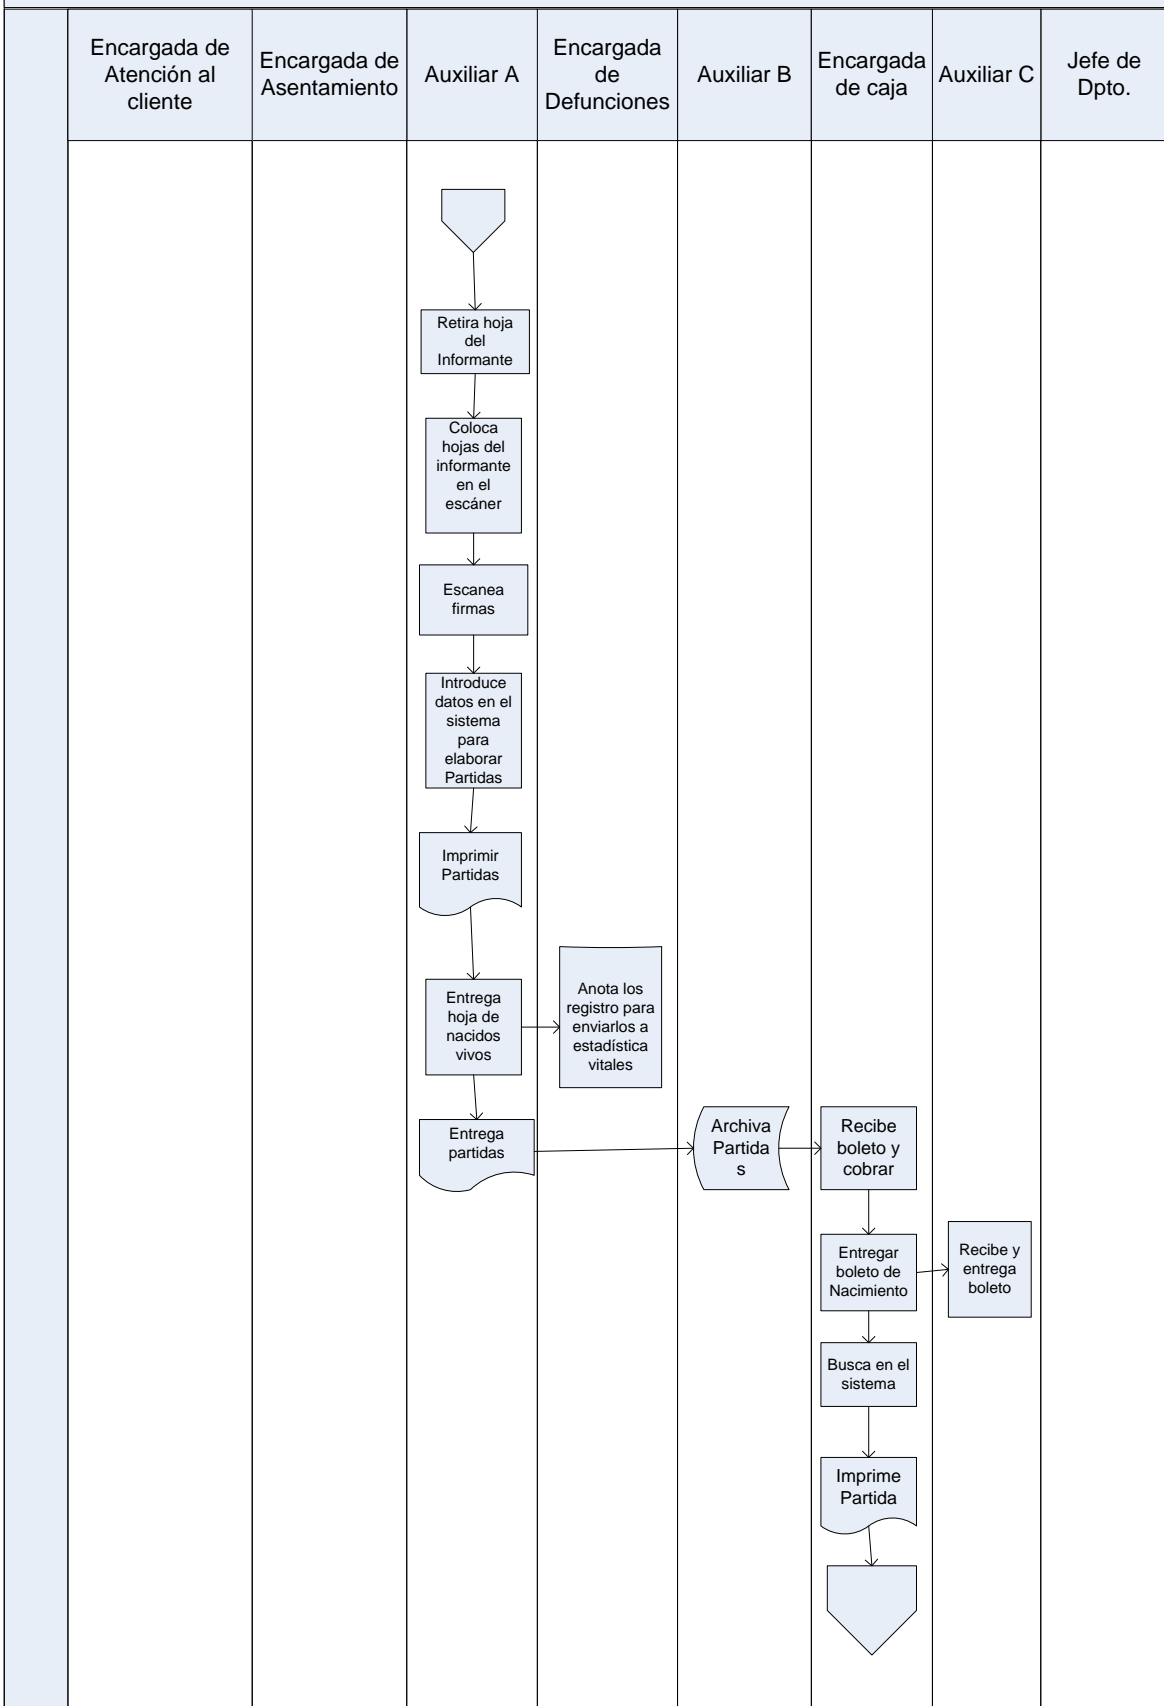 Encargada de
Atención al
cliente
Encargada de
Asentamiento
Auxiliar A
Encargada
de
Defunciones
Auxiliar B
Encargada
de caja
Auxiliar C
Jefe de
Dpto.
Retira hoja
del
Informante
Coloca
hojas del
informante
en el
escáner
Escanea
firmas
Introduce
datos en el
sistema
para
elaborar
Partidas
Imprimir
Partidas
Entrega
hoja de
nacidos
vivos
Anota los
registro para
enviarlos a
estadística
vitales
Entrega
partidas
Archiva
Partida
s
Recibe
boleto y
cobrar
Entregar
boleto de
Nacimiento
Recibe y
entrega
boleto
Busca en el
sistema
Imprime
Partida